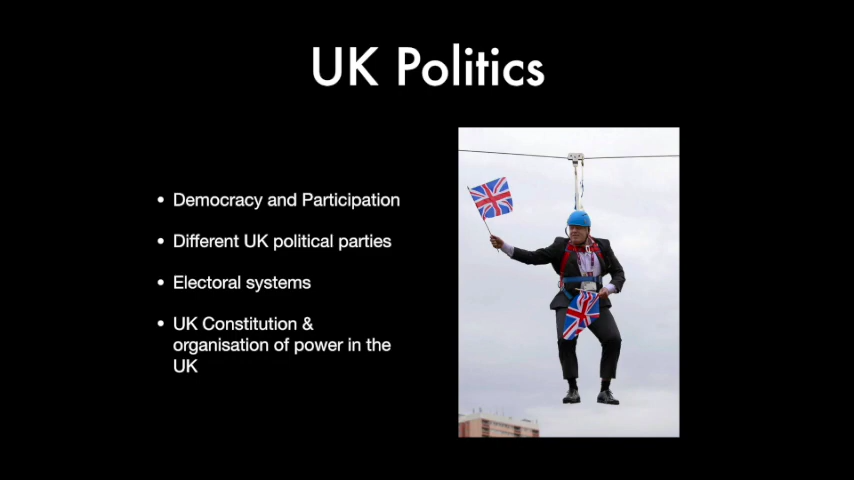 UK Politics
• Democracy and Participation
• Different UK political parties
• Electoral systems
• UK Constitution &
organisation of power in the
UK